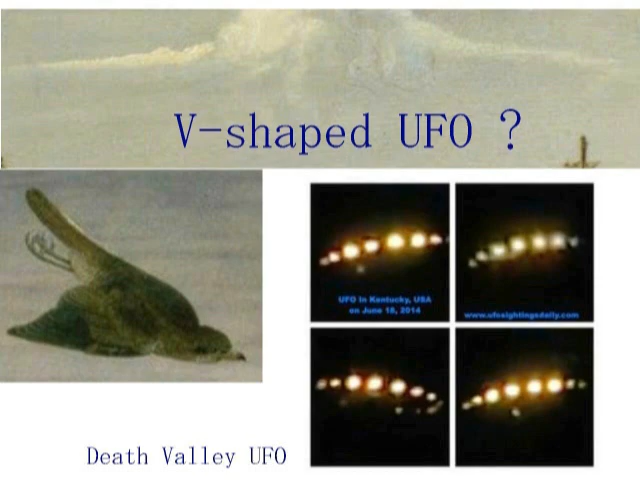 V-shaped UFO ?
UFO in Kentucky, USA
on June 18, 2014
www.ufosightingsdaily.com
Death Valley UFO